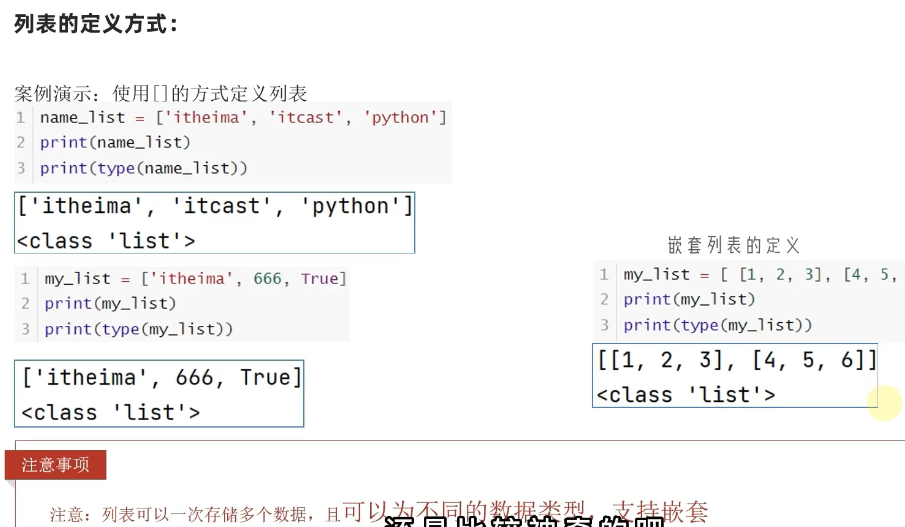 列表的定义方式：
案例演示：使用[]的方式定义列表
1 name_list = ['itheima', 'itcast', 'python']
2 print(name_list)
3 print(type(name_list))
['itheima', 'itcast', 'python']
<class 'list'>
1 my_list = ['itheima', 666, True]
2 print(my_list)
3 print(type(my_list))
['itheima', 666, True]
<class 'list'>
嵌套列表的定义
1 my_list = [ [1, 2, 3], [4, 5,
2 print(my_list)
3 print(type(my_list))
[[1, 2, 3], [4, 5, 6]]
<class 'list'>
注意事项
注意：列表可以一次存储多个数据，且可以为不同的数据类型，支持嵌套